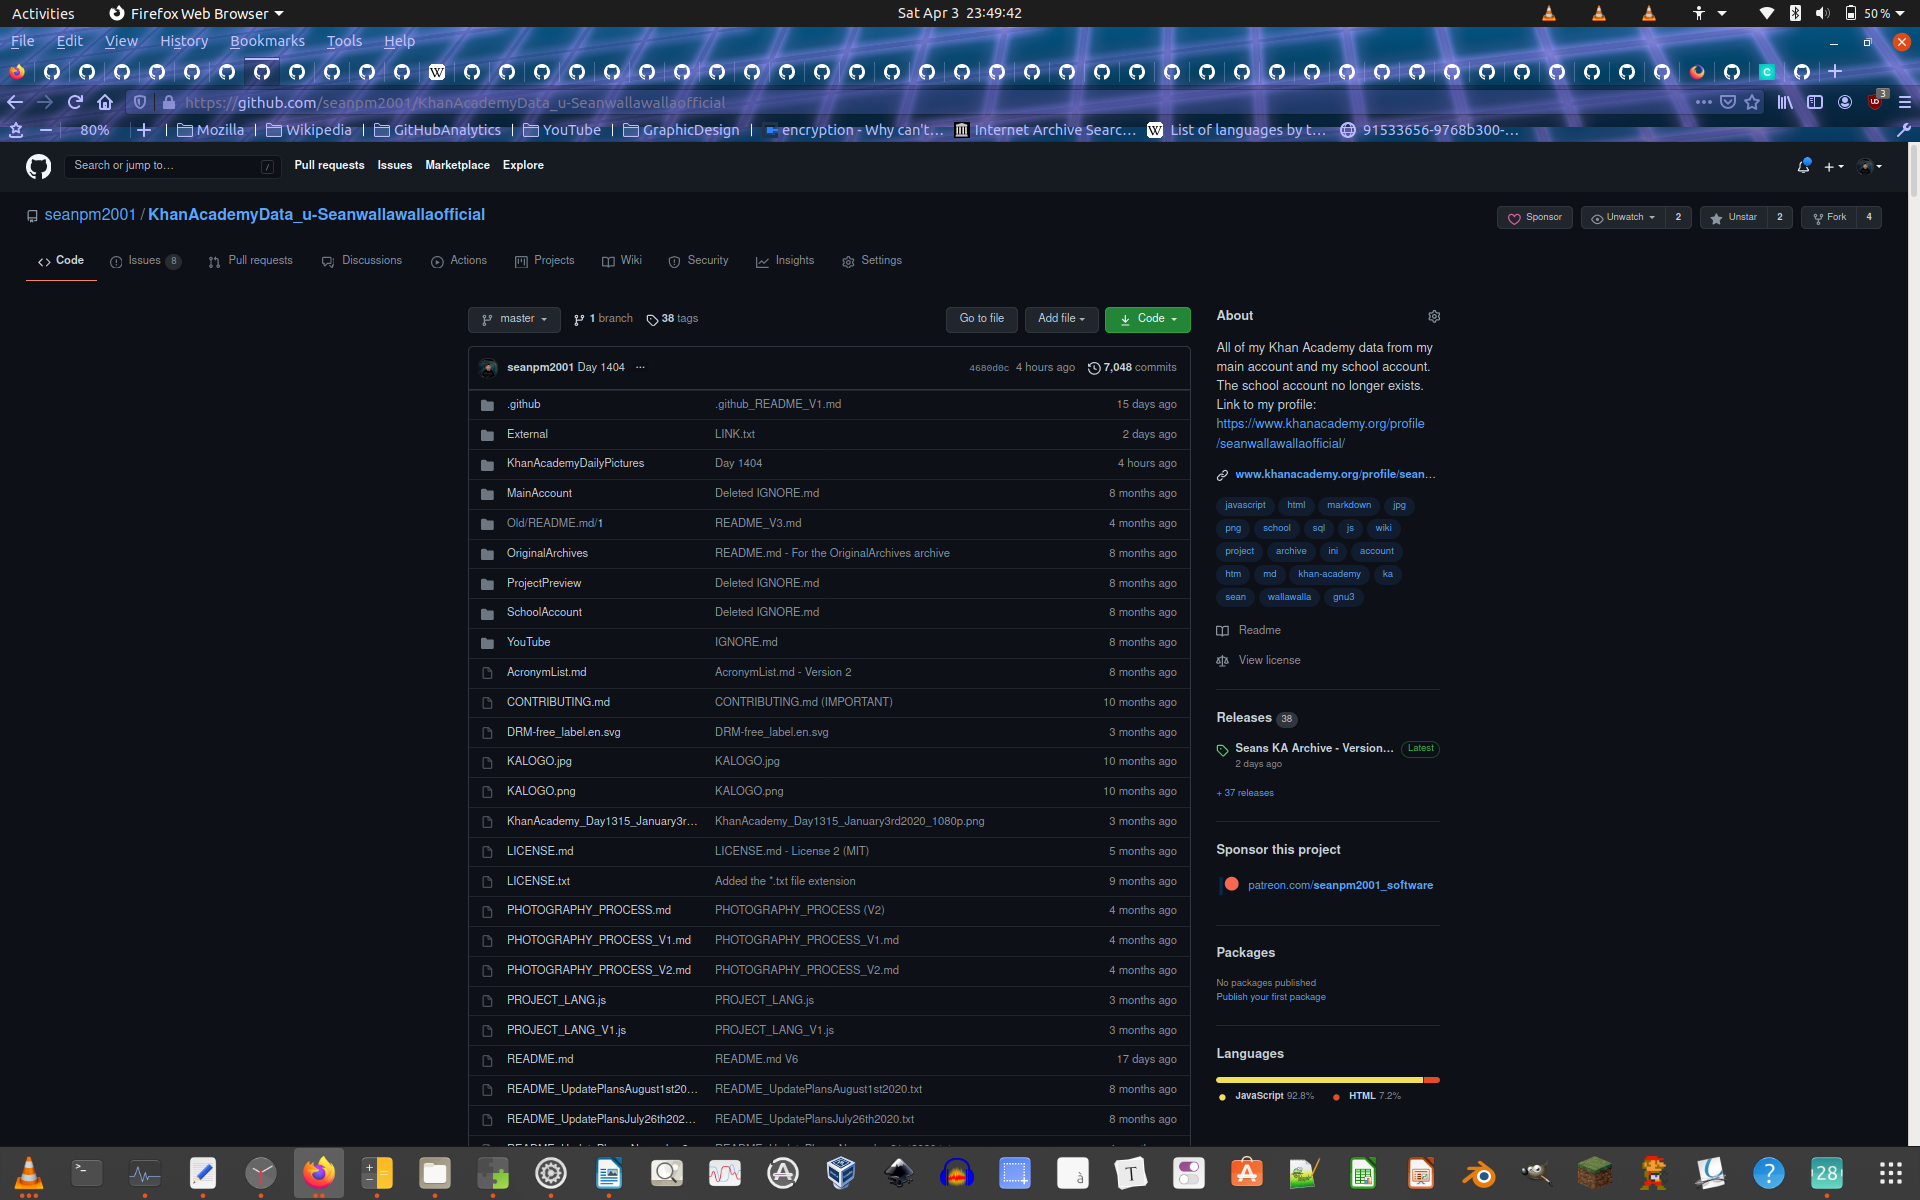 Activities Firefox Web Browser Sat Apr 3 23:49:42 50 %
File Edit View History Bookmarks Tools Help
https://github.com/seanpm2001/KhanAcademyData_u-Seanwallawallaofficial 3
80% Mozilla Wikipedia GitHubAnalytics YouTube GraphicDesign encryption - Why can't… Internet Archive Searc… List of languages by t… 91533656-9768b300-…
Search or jump to… / Pull requests Issues Marketplace Explore
seanpm2001 / KhanAcademyData_u-Seanwallawallaofficial Sponsor Unwatch 2 Unstar 2 Fork 4
Code Issues 8 Pull requests Discussions Actions Projects Wiki Security Insights Settings
master 1 branch 38 tags Go to file Add file Code
seanpm2001 Day 1404 ... 4680d0c 4 hours ago 7,048 commits
.github .github_README_V1.md 15 days ago
External LINK.txt 2 days ago
KhanAcademyDailyPictures Day 1404 4 hours ago
MainAccount Deleted IGNORE.md 8 months ago
Old/README.md/1 README_V3.md 4 months ago
OriginalArchives README.md - For the OriginalArchives archive 8 months ago
ProjectPreview Deleted IGNORE.md 8 months ago
SchoolAccount Deleted IGNORE.md 8 months ago
YouTube IGNORE.md 8 months ago
AcronymList.md AcronymList.md - Version 2 8 months ago
CONTRIBUTING.md CONTRIBUTING.md (IMPORTANT) 10 months ago
DRM-free_label.en.svg DRM-free_label.en.svg 3 months ago
KALOGO.jpg KALOGO.jpg 10 months ago
KALOGO.png KALOGO.png 10 months ago
KhanAcademy_Day1315_January3r… KhanAcademy_Day1315_January3rd2020_1080p.png 3 months ago
LICENSE.md LICENSE.md - License 2 (MIT) 5 months ago
LICENSE.txt Added the *.txt file extension 9 months ago
PHOTOGRAPHY_PROCESS.md PHOTOGRAPHY_PROCESS (V2) 4 months ago
PHOTOGRAPHY_PROCESS_V1.md PHOTOGRAPHY_PROCESS_V1.md 4 months ago
PHOTOGRAPHY_PROCESS_V2.md PHOTOGRAPHY_PROCESS_V2.md 4 months ago
PROJECT_LANG.js PROJECT_LANG.js 3 months ago
PROJECT_LANG_V1.js PROJECT_LANG_V1.js 3 months ago
README.md README.md V6 17 days ago
README_UpdatePlansAugust1st20… README_UpdatePlansAugust1st2020.txt 8 months ago
README_UpdatePlansJuly26th202… README_UpdatePlansJuly26th2020.txt 8 months ago
About
All of my Khan Academy data from my
main account and my school account.
The school account no longer exists.
Link to my profile:
https://www.khanacademy.org/profile
/seanwallawallaofficial/
www.khanacademy.org/profile/sean…
javascript html markdown jpg
png school sql js wiki
project archive ini account
htm md khan-academy ka
sean wallawalla gnu3
Readme
View license
Releases 38
Seans KA Archive - Version… Latest
2 days ago
+ 37 releases
Sponsor this project
patreon.com/seanpm2001_software
Packages
No packages published
Publish your first package
Languages
JavaScript 92.8% HTML 7.2%
28